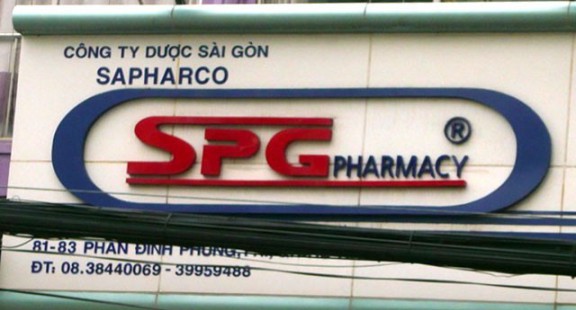 CÔNG TY DƯỢC SÀI GÒN
SAPHARCO
SPG PHARMACY ®
81-83 PHAN ĐÌNH PHÙNG,
ĐT: 08.38440069 - 39959488